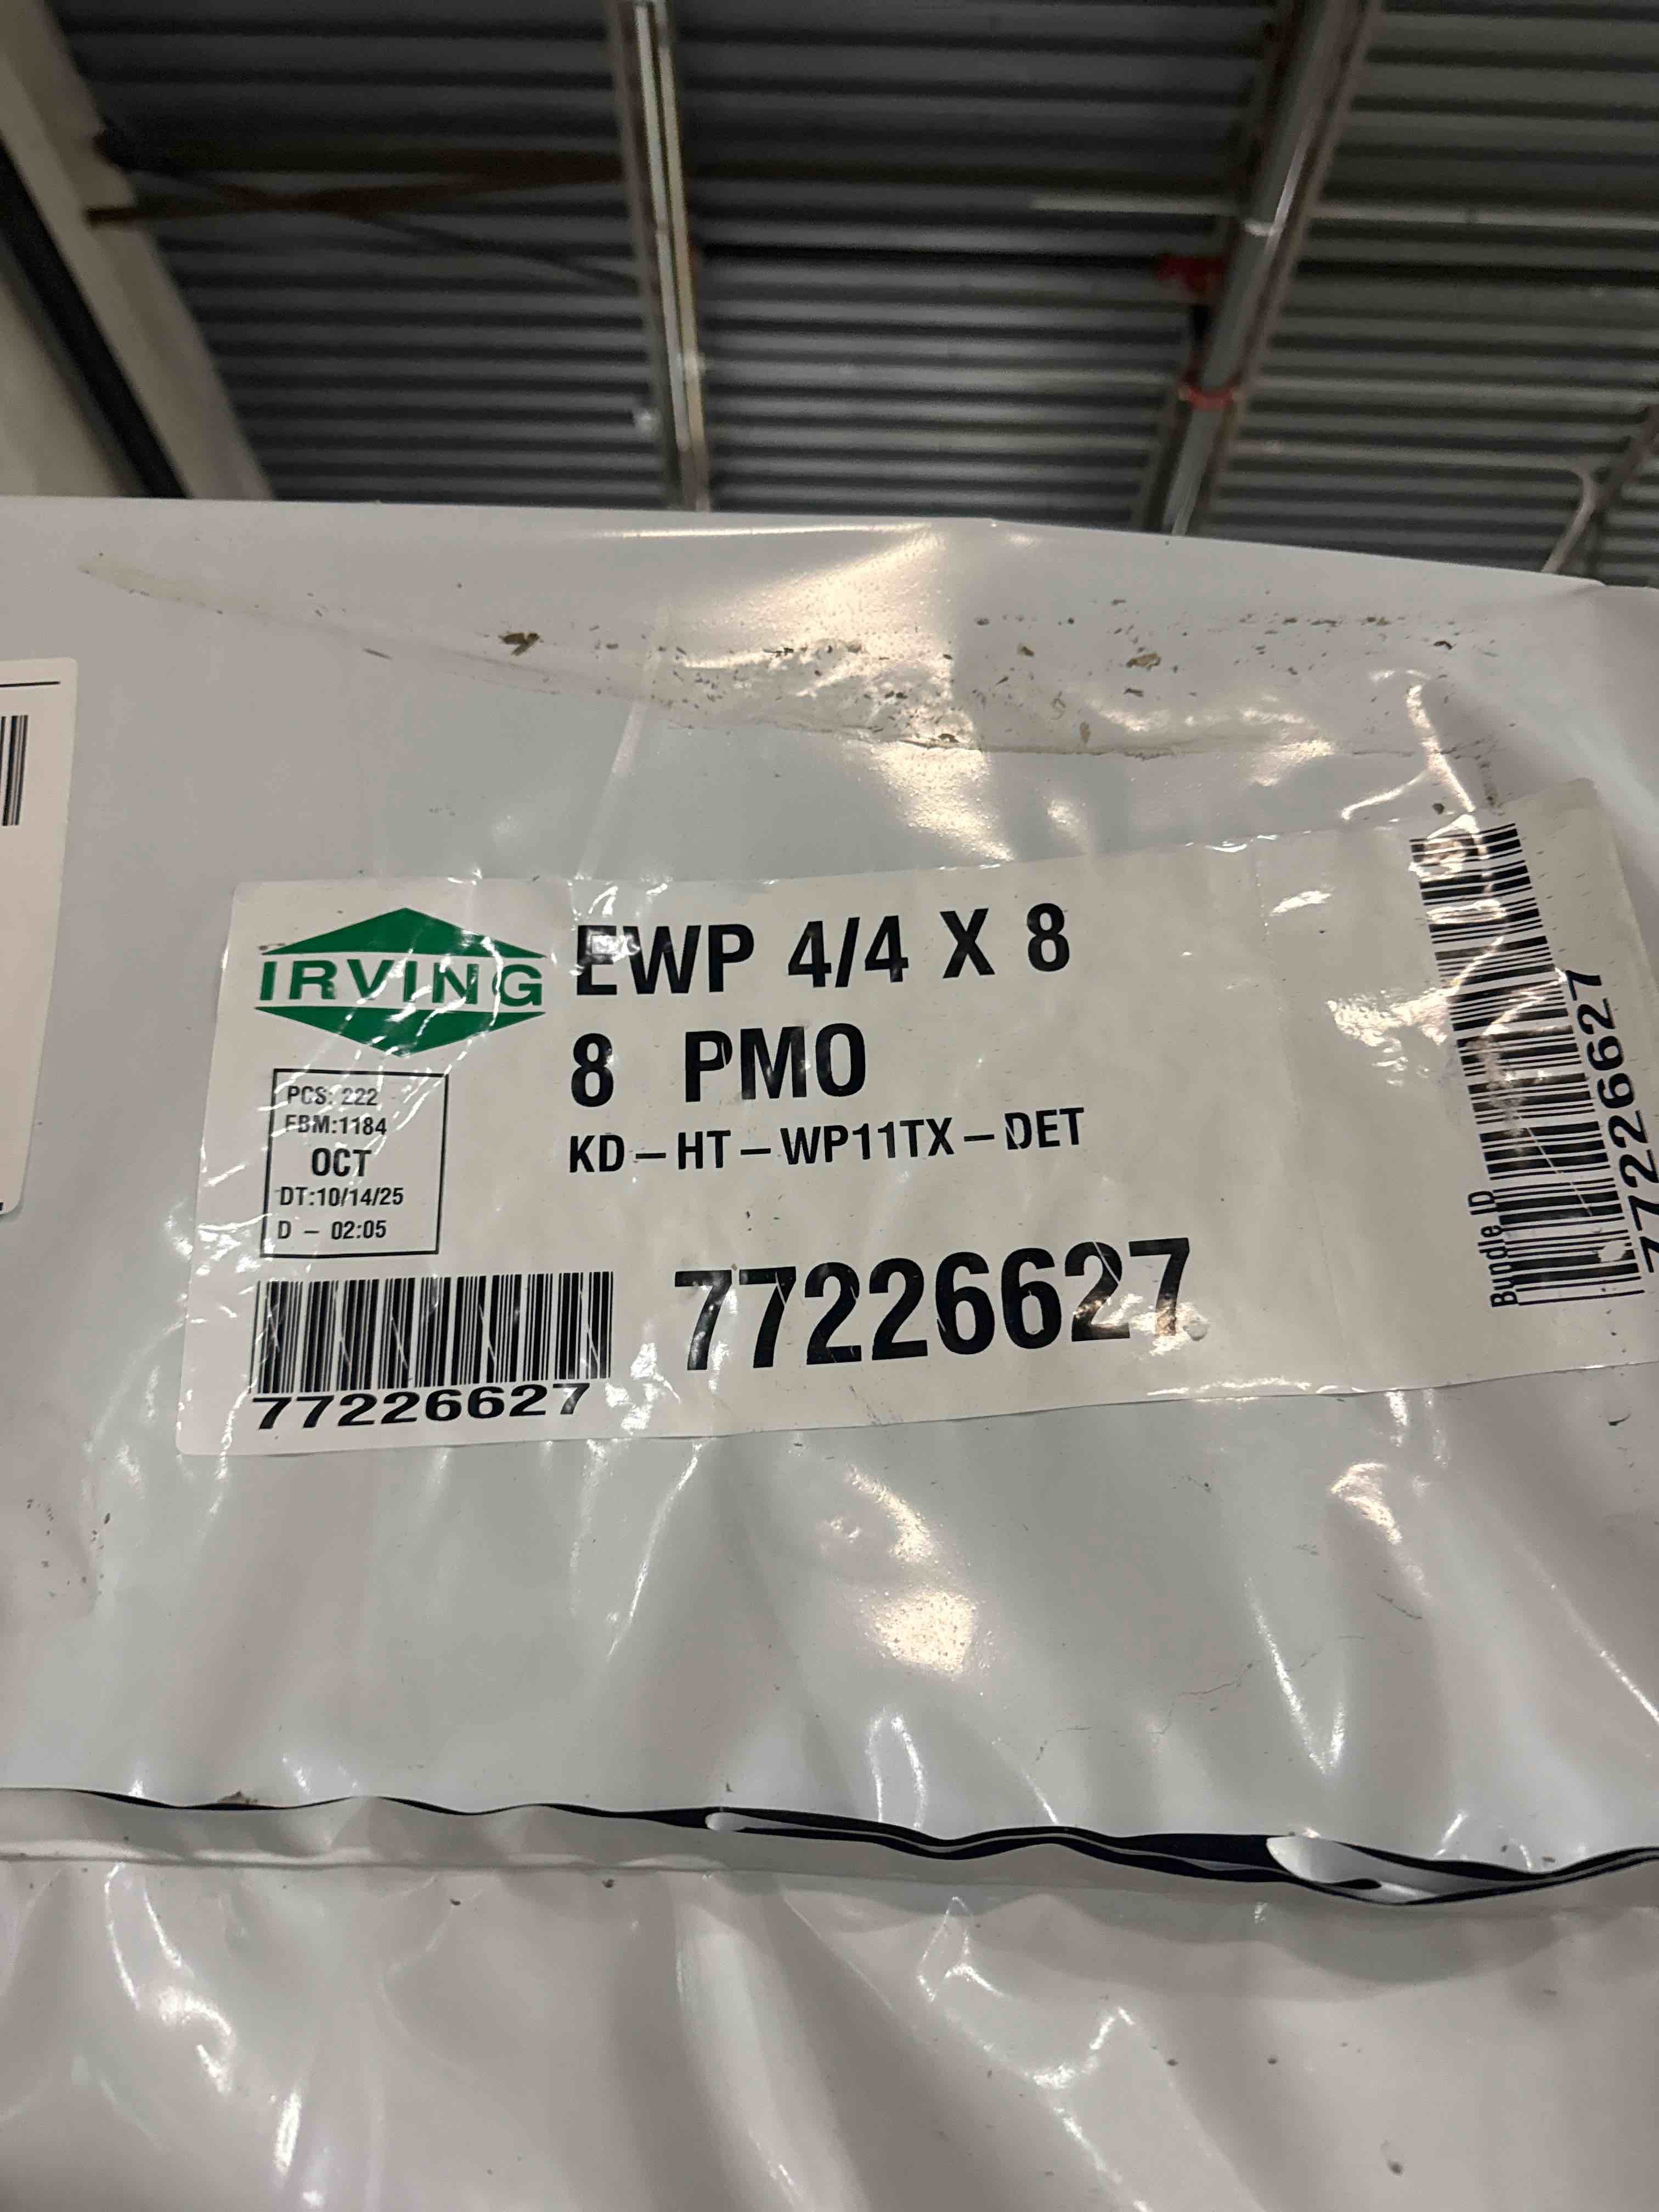 IRVING
EWP 4/4 X 8
8 PMO
KD-HT-WP11TX-DET
PCS: 222
FBM:1184
OCT
DT:10/14/25
D - 02:05
77226627
77226627
Bundle ID
77226627